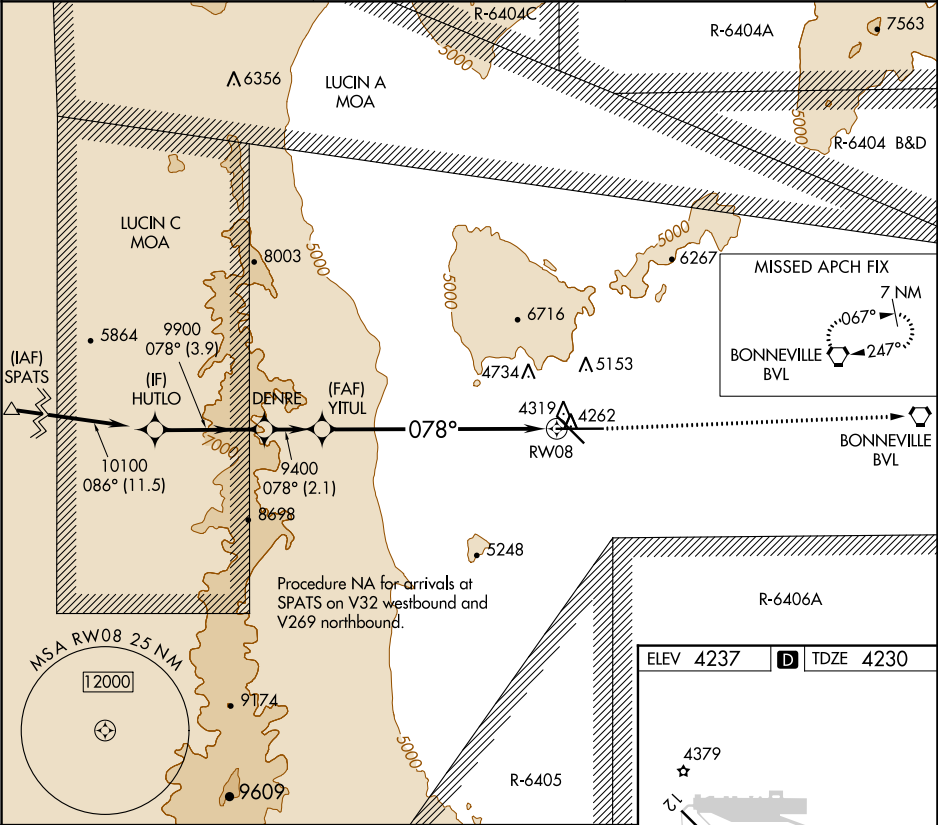 R-6404C
R-6404A
7563
5000
6356
LUCIN A
MOA
5000
R-6404 B&D
LUCIN C
MOA
8003
5000
5000
6267
5000
6716
MISSED APCH FIX
7 NM
067°
247°
BONNEVILLE
BVL
5864
9900
078° (3.9)
(IAF)
SPATS
(IF)
HUTLO
DENRE
(FAF)
YITUL
4734
5153
078°
4319
4262
RW08
BONNEVILLE
BVL
10100
086° (11.5)
7000
9400
078° (2.1)
8698
5248
Procedure NA for arrivals at
SPATS on V32 westbound and
V269 northbound.
R-6406A
MSA RW08 25 NM
12000
ELEV 4237
D
TDZE 4230
9174
5000
4379
R-6405
9609
12